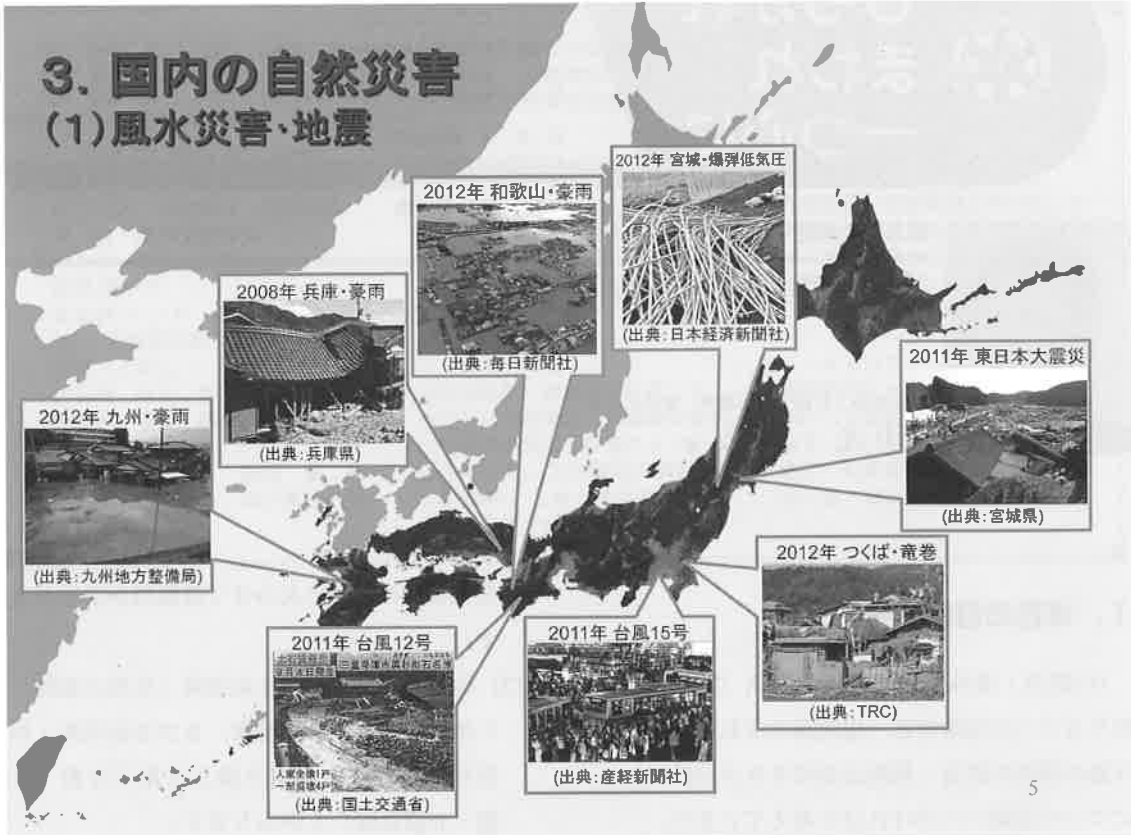 3. 国内の自然災害
(1)風水災害・地震
2012年 宮城・爆弾低気圧
(出典:日本経済新聞社)
2012年 和歌山・豪雨
(出典:毎日新聞社)
2008年 兵庫・豪雨
(出典:兵庫県)
2011年 東日本大震災
(出典:宮城県)
2012年 九州・豪雨
(出典:九州地方整備局)
2012年 つくば・竜巻
(出典:TRC)
2011年 台風12号
人家全壊1戸
一部損壊4戸
(出典:国土交通省)
2011年 台風15号
(出典:産経新聞社)
5